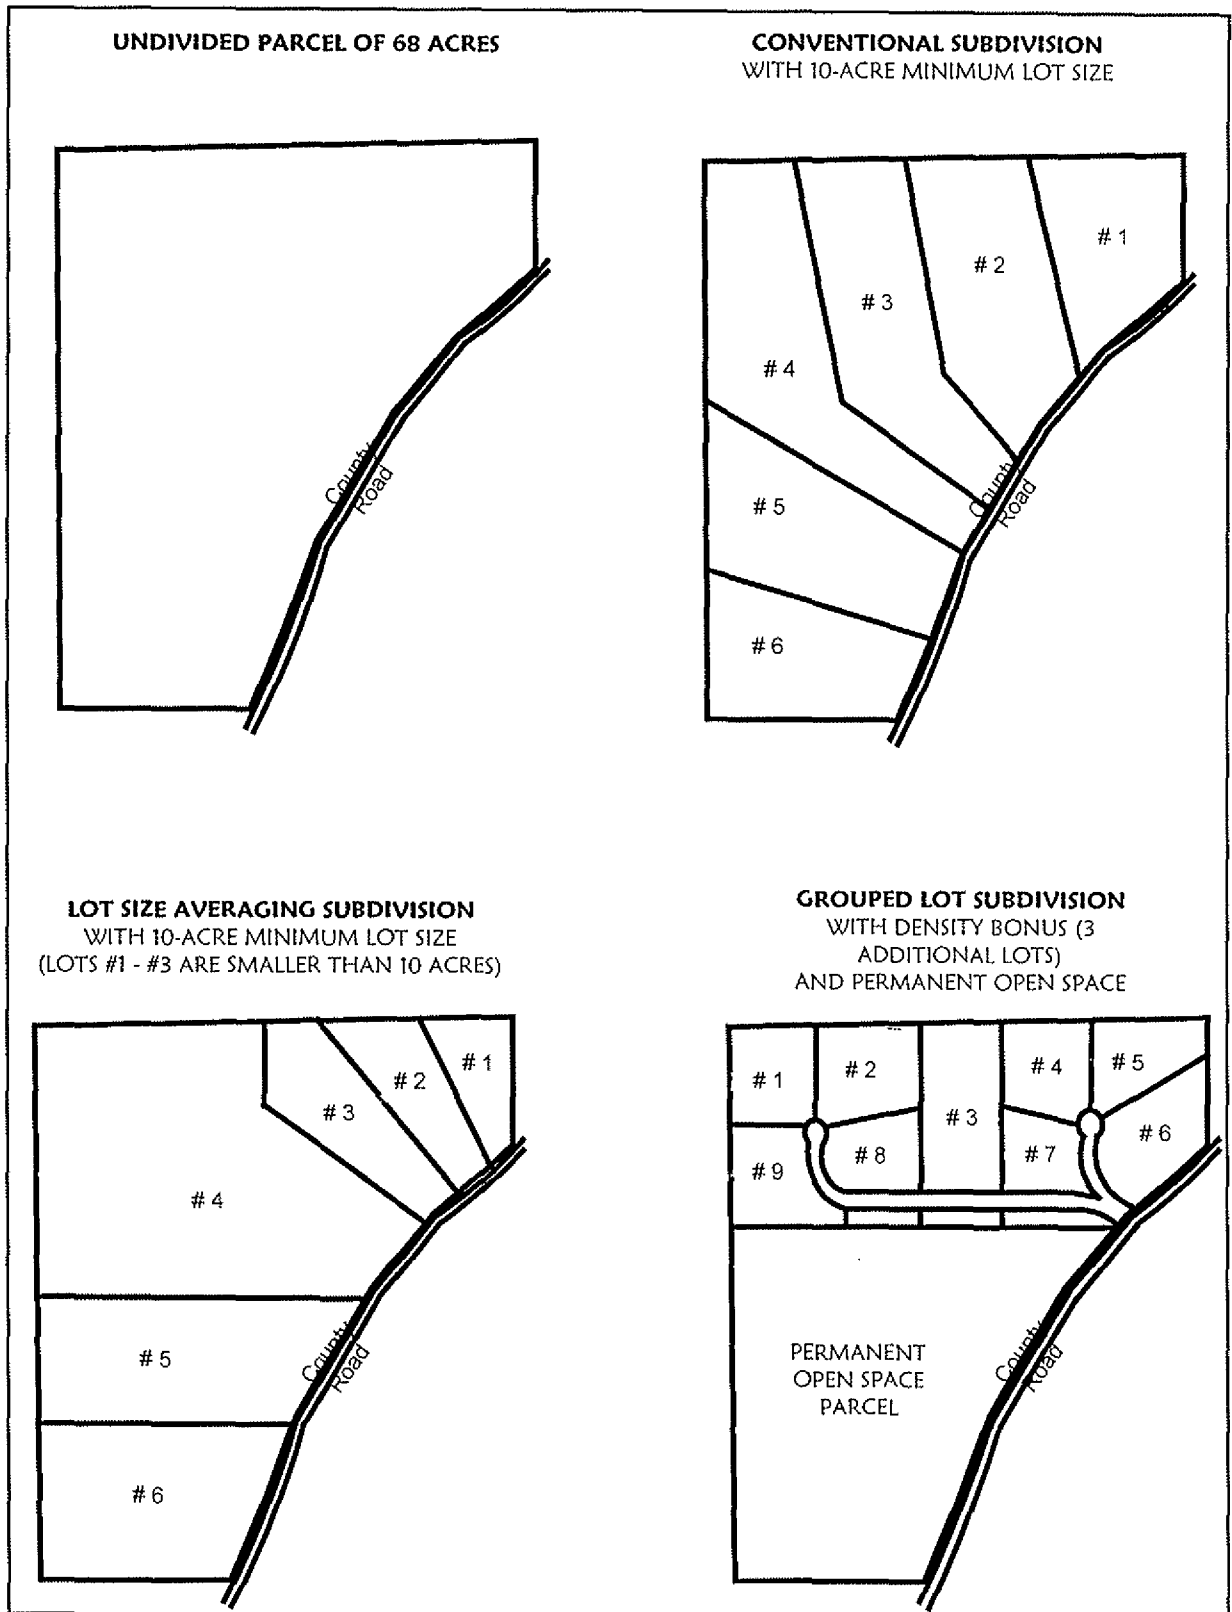 UNDIVIDED PARCEL OF 68 ACRES
County
Road
CONVENTIONAL SUBDIVISION
WITH 10-ACRE MINIMUM LOT SIZE
# 1
# 2
# 3
# 4
# 5
# 6
County
Road
LOT SIZE AVERAGING SUBDIVISION
WITH 10-ACRE MINIMUM LOT SIZE
(LOTS #1 - #3 ARE SMALLER THAN 10 ACRES)
# 1
# 2
# 3
# 4
# 5
# 6
County
Road
GROUPED LOT SUBDIVISION
WITH DENSITY BONUS (3
ADDITIONAL LOTS)
AND PERMANENT OPEN SPACE
# 1
# 2
# 3
# 4
# 5
# 6
# 7
# 8
# 9
PERMANENT
OPEN SPACE
PARCEL
County
Road